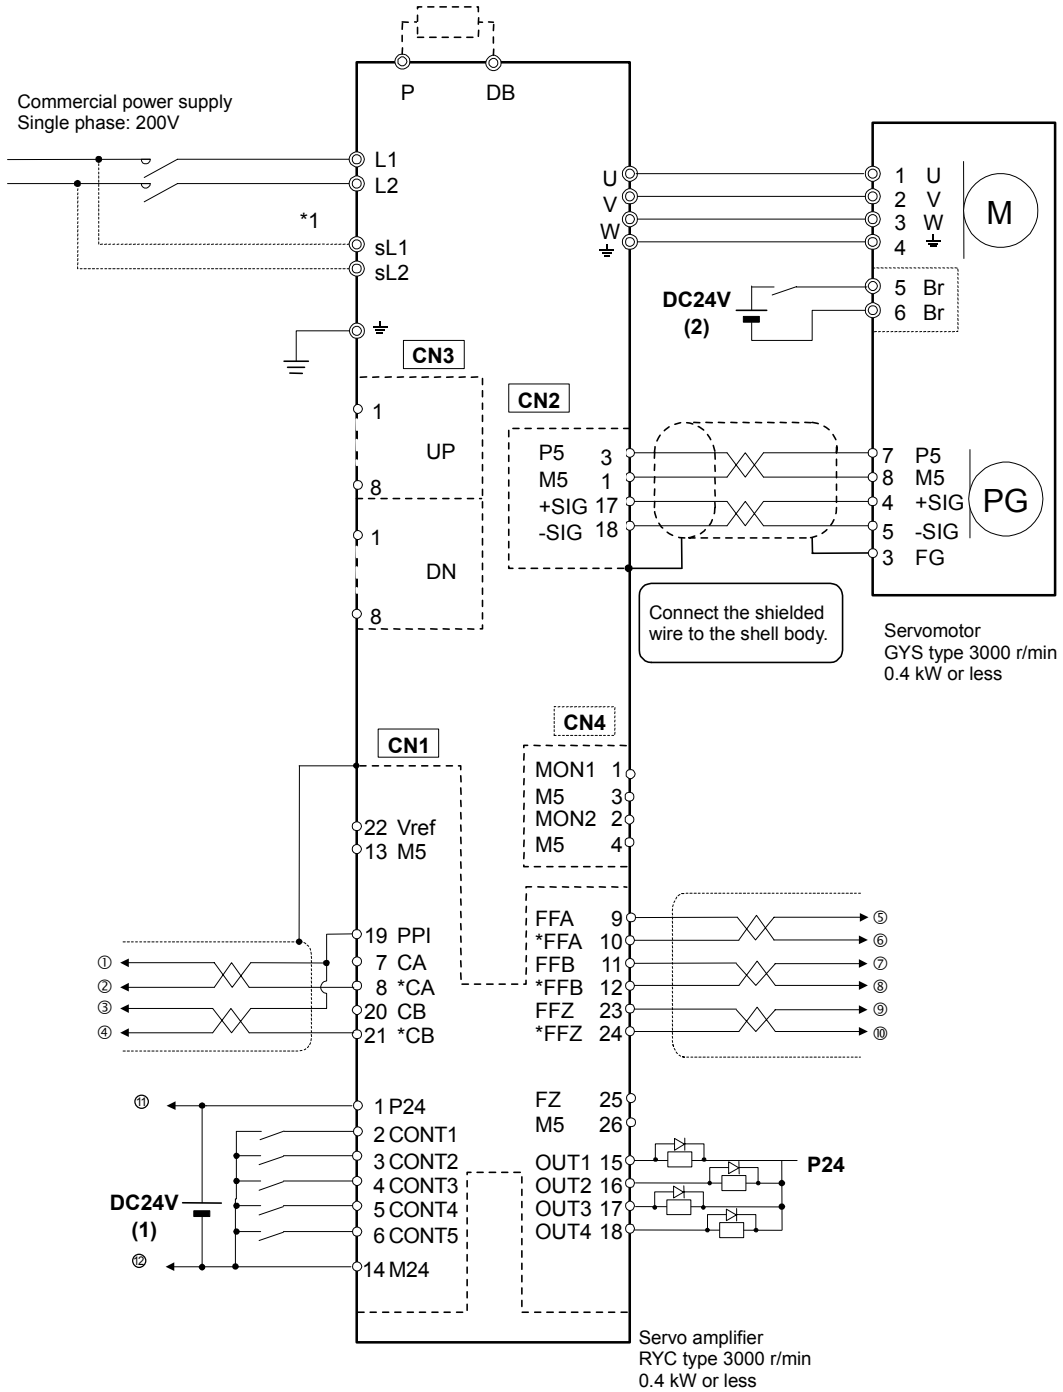 P
DB
Commercial power supply
Single phase: 200V
L1
L2
*1
sL1
sL2
U
V
W
1 U
2 V
3 W
4
M
5 Br
6 Br
DC24V
(2)
CN3
1
UP
8
1
DN
8
CN2
P5 3
M5 1
+SIG 17
-SIG 18
7 P5
8 M5
4 +SIG
5 -SIG
3 FG
PG
Connect the shielded
wire to the shell body.
Servomotor
GYS type 3000 r/min
0.4 kW or less
CN1
CN4
MON1 1
M5 3
MON2 2
M5 4
22 Vref
13 M5
19 PPI
7 CA
8 *CA
20 CB
21 *CB
①
②
③
④
FFA 9
*FFA 10
FFB 11
*FFB 12
FFZ 23
*FFZ 24
⑤
⑥
⑦
⑧
⑨
⑩
⑪
1 P24
2 CONT1
3 CONT2
4 CONT3
5 CONT4
6 CONT5
14 M24
DC24V
(1)
⑫
FZ 25
M5 26
OUT1 15
OUT2 16
OUT3 17
OUT4 18
P24
Servo amplifier
RYC type 3000 r/min
0.4 kW or less